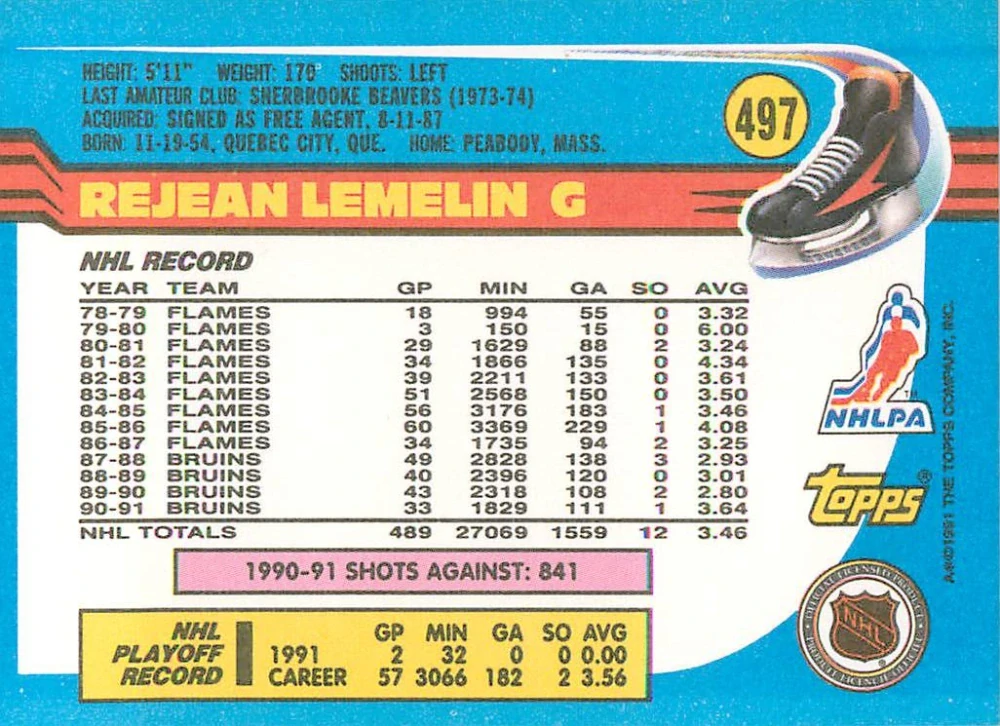 HEIGHT: 5'11" WEIGHT: 170 SHOOTS: LEFT
LAST AMATEUR CLUB: SHERBROOKE BEAVERS (1973-74)
ACQUIRED: SIGNED AS FREE AGENT, 8-11-87
BORN: 11-19-54, QUEBEC CITY, QUE. HOME: PEABODY, MASS.
497
REJEAN LEMELIN G
NHL RECORD
YEAR TEAM GP MIN GA SO AVG
78-79 FLAMES 18 994 55 0 3.32
79-80 FLAMES 3 150 15 0 6.00
80-81 FLAMES 29 1629 88 2 3.24
81-82 FLAMES 34 1866 135 0 4.34
82-83 FLAMES 39 2211 133 0 3.61
83-84 FLAMES 51 2568 150 0 3.50
84-85 FLAMES 56 3176 183 1 3.46
85-86 FLAMES 60 3369 229 1 4.08
86-87 FLAMES 34 1735 94 2 3.25
87-88 BRUINS 49 2828 138 3 2.93
88-89 BRUINS 40 2396 120 0 3.01
89-90 BRUINS 43 2318 108 2 2.80
90-91 BRUINS 33 1829 111 1 3.64
NHL TOTALS 489 27069 1559 12 3.46
1990-91 SHOTS AGAINST: 841
NHL PLAYOFF RECORD
GP MIN GA SO AVG
1991 2 32 0 0 0.00
CAREER 57 3066 182 2 3.56
NHLPA
TM
topps®
A®©1991 THE TOPPS COMPANY, INC.
OFFICIAL LICENSED PRODUCT
NHL
PRODUIT LICENCIÉ OFFICIEL